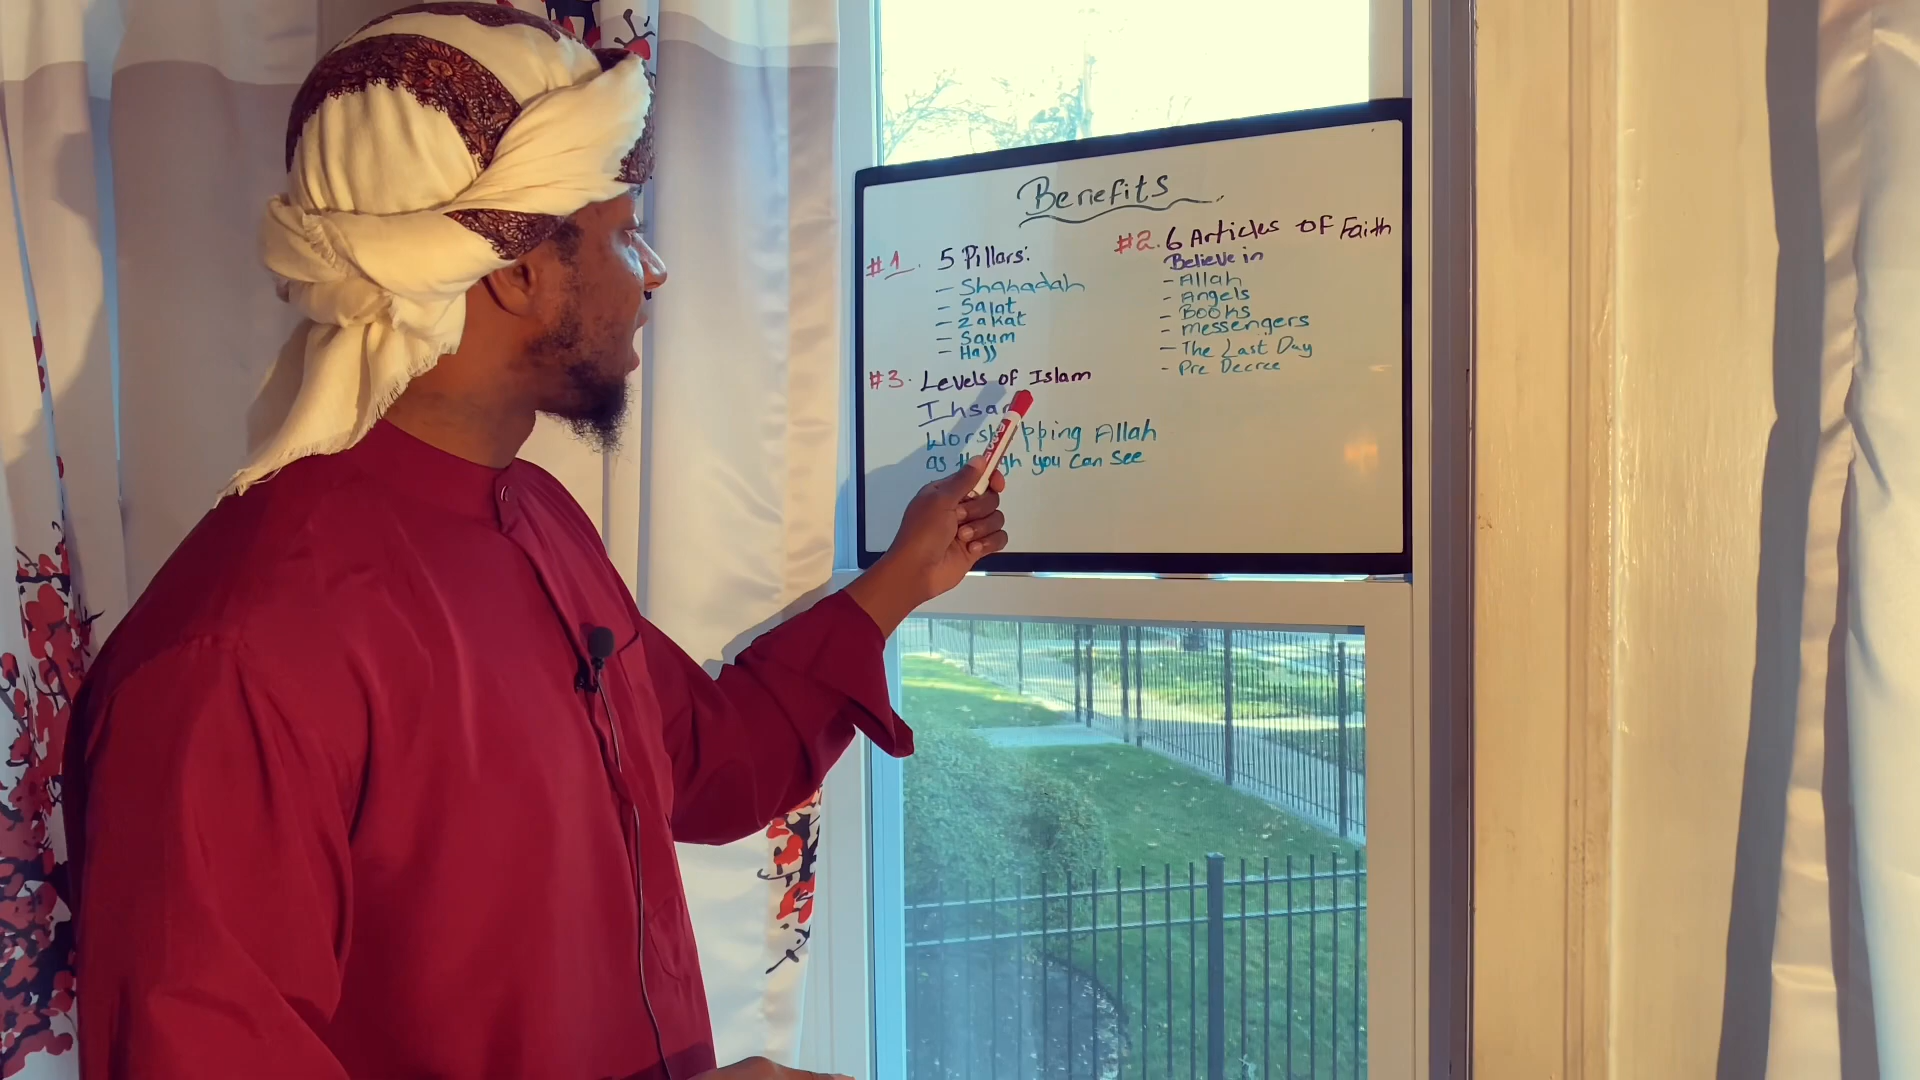 Benefits
#1. 5 Pillars:
- Shahadah
- Salat
- Zakat
- Saum
- Hajj
#2. 6 Articles of Faith
Believe in
- Allah
- Angels
- Books
- Messengers
- The Last Day
- Pre Decree
#3. Levels of Islam
Ihsan
Worshipping Allah
as though you can see